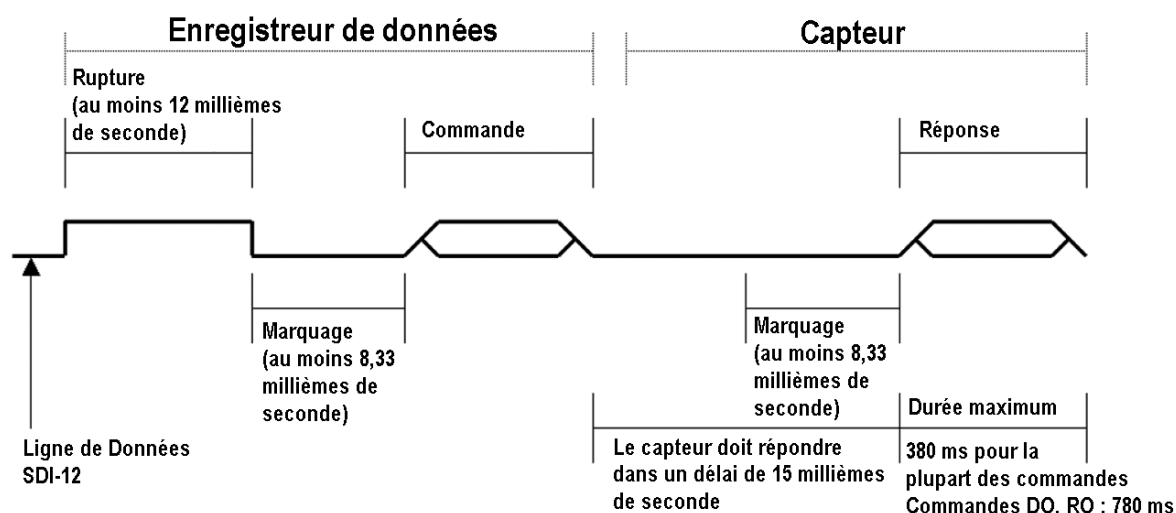 Enregistreur de données
Capteur
Rupture
(au moins 12 millièmes
de seconde)
Commande
Réponse
Marquage
(au moins 8,33
millièmes de
seconde)
Marquage
(au moins 8,33
millièmes de
seconde)
Durée maximum
Ligne de Données
SDI-12
Le capteur doit répondre
dans un délai de 15 millièmes
de seconde
380 ms pour la
plupart des commandes
Commandes DO, RO : 780 ms